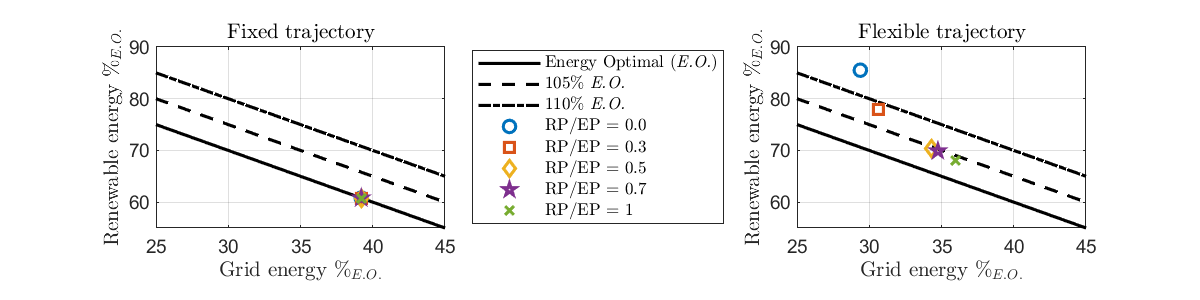 Fixed trajectory
90
80
70
60
25
30
35
40
45
Renewable energy %E.O.
Grid energy %E.O.
Energy Optimal (E.O.)
105% E.O.
110% E.O.
RP/EP = 0.0
RP/EP = 0.3
RP/EP = 0.5
RP/EP = 0.7
RP/EP = 1
Flexible trajectory
90
80
70
60
25
30
35
40
45
Renewable energy %E.O.
Grid energy %E.O.